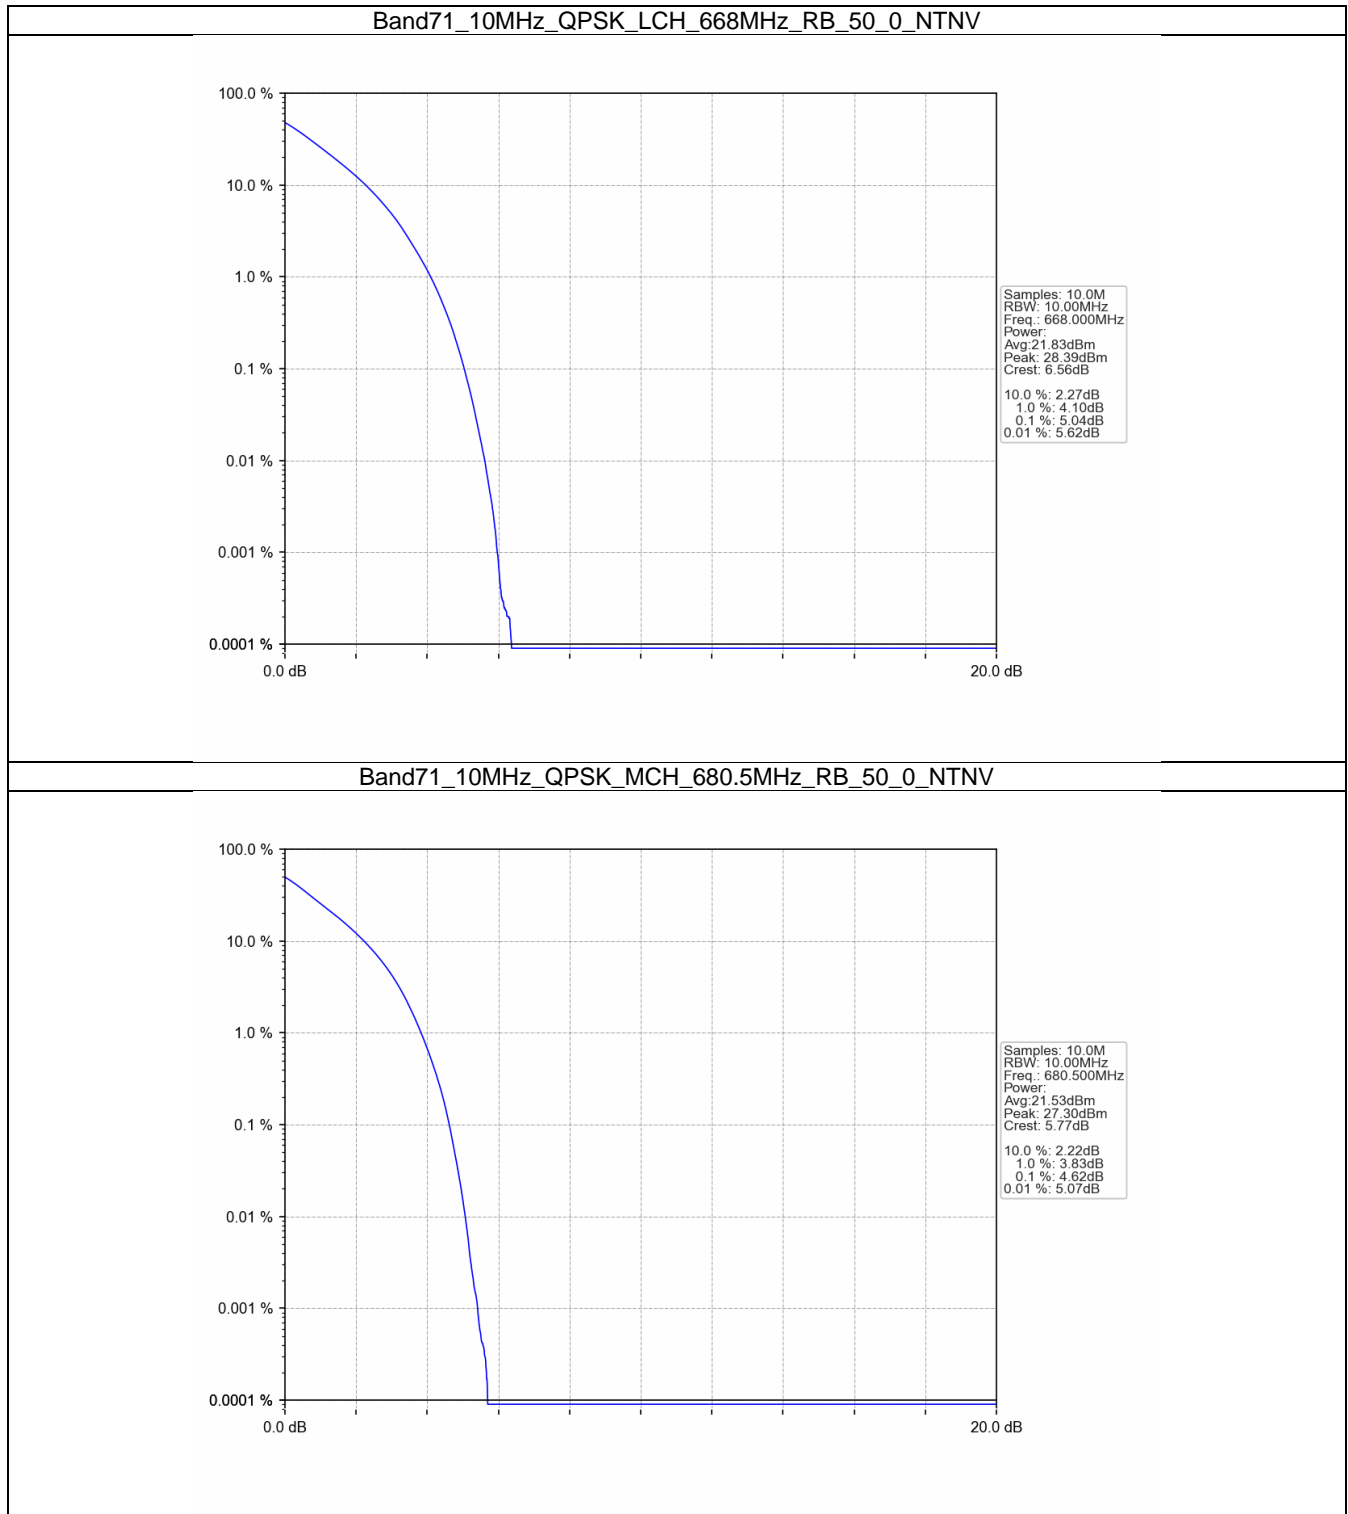 Band71_10MHz_QPSK_LCH_668MHz_RB_50_0_NTNV
100.0 %
10.0 %
1.0 %
0.1 %
0.01 %
0.001 %
0.0001 %
0.0 dB
20.0 dB
Samples: 10.0M
RBW: 10.00MHz
Freq.: 668.000MHz
Power:
Avg:21.83dBm
Peak: 28.39dBm
Crest: 6.56dB
10.0 %: 2.27dB
1.0 %: 4.10dB
0.1 %: 5.04dB
0.01 %: 5.62dB
Band71_10MHz_QPSK_MCH_680.5MHz_RB_50_0_NTNV
100.0 %
10.0 %
1.0 %
0.1 %
0.01 %
0.001 %
0.0001 %
0.0 dB
20.0 dB
Samples: 10.0M
RBW: 10.00MHz
Freq.: 680.500MHz
Power:
Avg:21.53dBm
Peak: 27.30dBm
Crest: 5.77dB
10.0 %: 2.22dB
1.0 %: 3.83dB
0.1 %: 4.62dB
0.01 %: 5.07dB